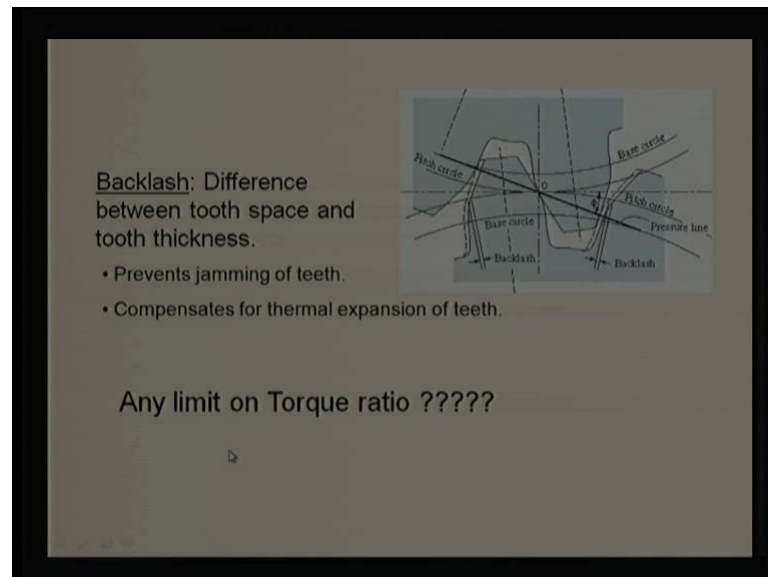 Backlash: Difference
between tooth space and
tooth thickness.
• Prevents jamming of teeth.
• Compensates for thermal expansion of teeth.
Any limit on Torque ratio ?????
Pitch circle
Base circle
O
Base circle
Pitch circle
Pressure line
Backlash
Backlash